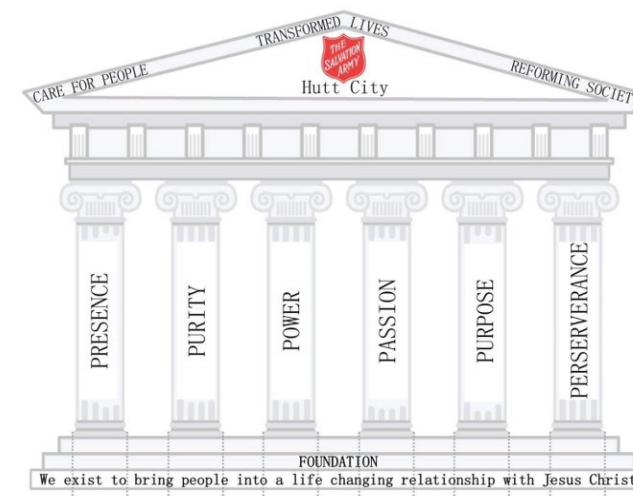 TRANSFORMED LIVES
CARE FOR PEOPLE
REFORMING SOCIET
THE
SALVATION
ARMY
Hutt City
PRESENCE
PURITY
POWER
PASSION
PURPOSE
PERSERVERANCE
FOUNDATION
We exist to bring people into a life changing relationship with Jesus Christ